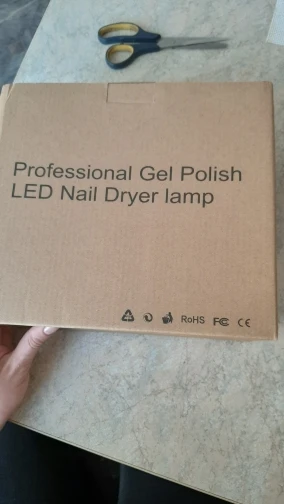 Professional Gel Polish
LED Nail Dryer lamp
RoHS FC CE